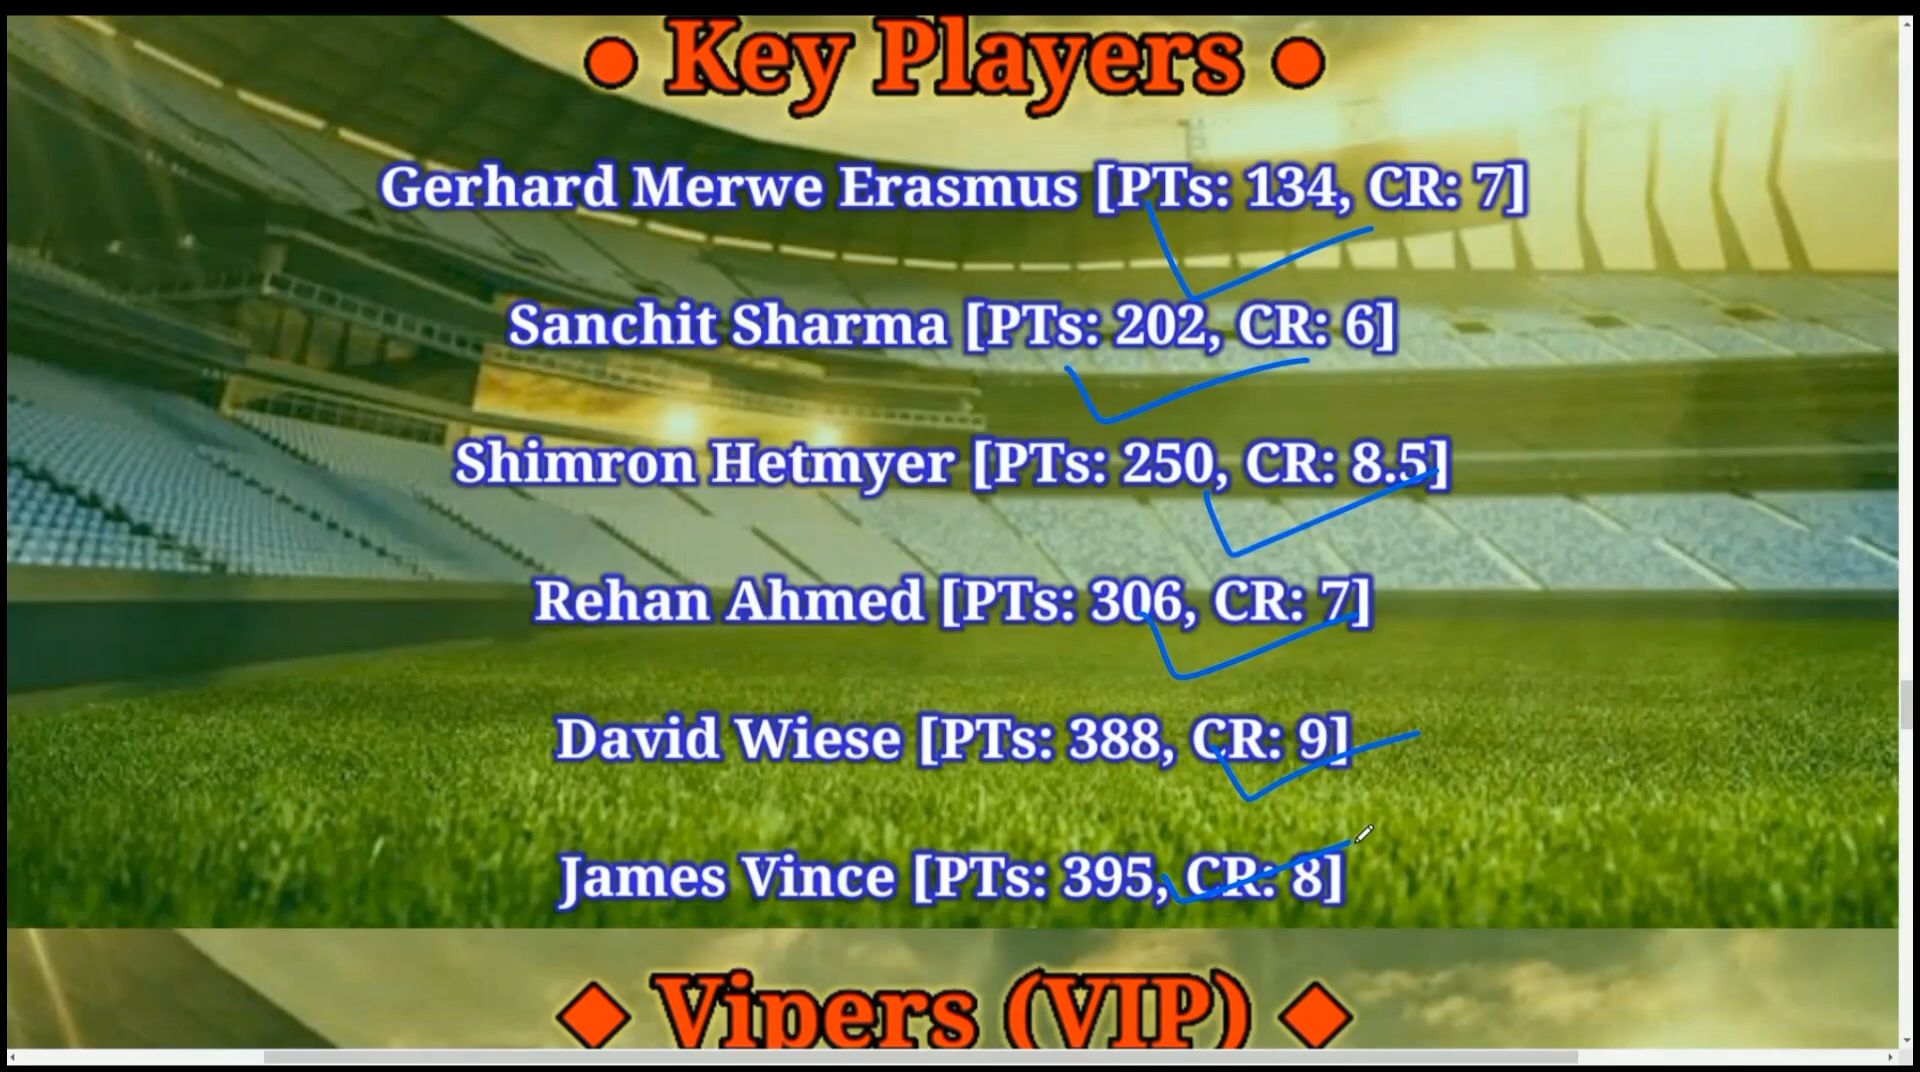 ● Key Players ●
Gerhard Merwe Erasmus [PTs: 134, CR: 7]
Sanchit Sharma [PTs: 202, CR: 6]
Shimron Hetmyer [PTs: 250, CR: 8.5]
Rehan Ahmed [PTs: 306, CR: 7]
David Wiese [PTs: 388, CR: 9]
James Vince [PTs: 395, CR: 8]
◆ Vipers (VIP) ◆